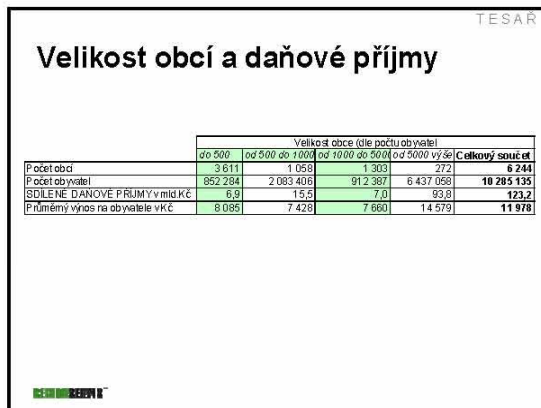 TESAŘ
Velikost obcí a daňové příjmy
Velikost obce (dle počtu obyvatel
do 500 od 500 do 1000 od 1000 do 5000 od 5000 výše Celkový součet
Počet obcí 3 611 1 058 1 303 272 6 244
Počet obyvatel 852 284 2 083 406 912 387 6 437 058 10 285 135
SDÍLENÉ DAŇOVÉ PŘÍJMY v mld.Kč 6,9 15,5 7,0 93,8 123,2
Průměrný výnos na obyvatele v Kč 8 085 7 428 7 660 14 579 11 978